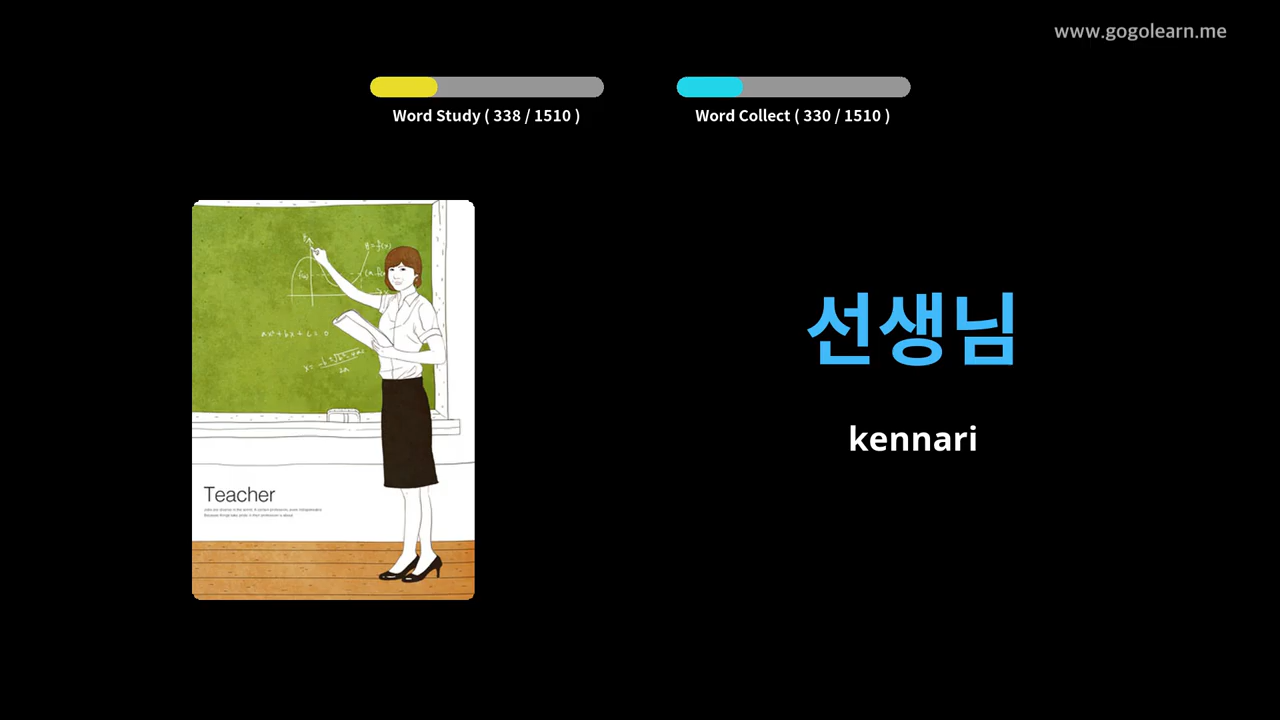 www.gogolearn.me
Word Study ( 338 / 1510 )
Word Collect ( 330 / 1510 )
선생님
kennari
Teacher